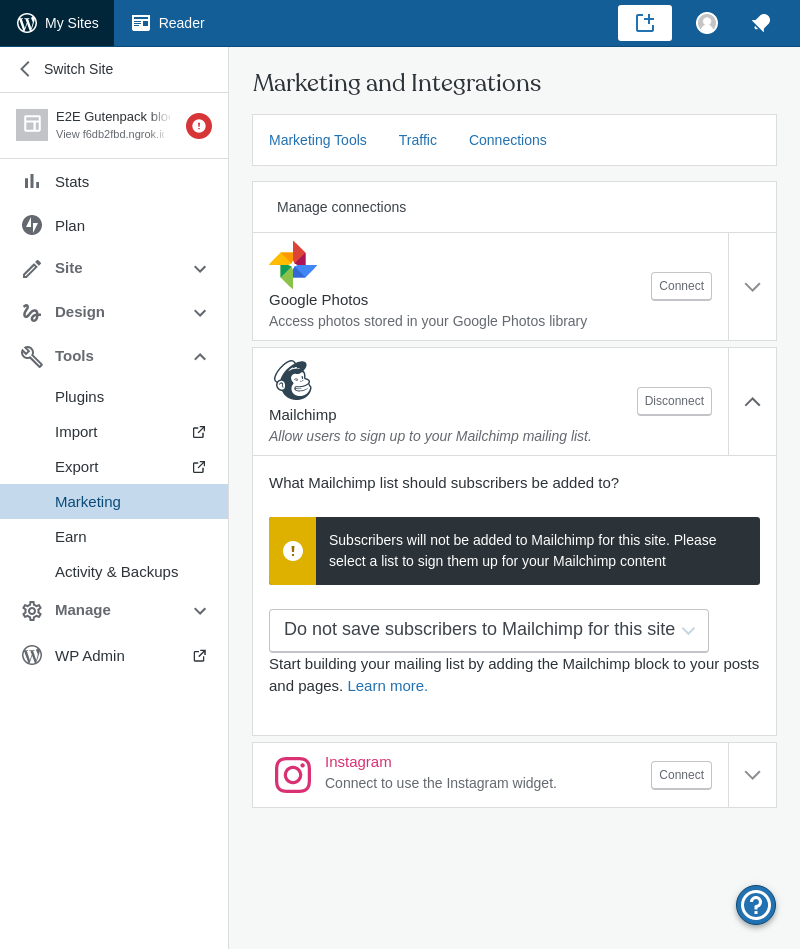 My Sites
Reader
Switch Site
E2E Gutenpack
View f6db2fbd.ngrok.io
Stats
Plan
Site
Design
Tools
Plugins
Import
Export
Marketing
Earn
Activity & Backups
Manage
WP Admin
Marketing and Integrations
Marketing Tools
Traffic
Connections
Manage connections
Google Photos
Access photos stored in your Google Photos library
Connect
Mailchimp
Allow users to sign up to your Mailchimp mailing list.
Disconnect
What Mailchimp list should subscribers be added to?
Subscribers will not be added to Mailchimp for this site. Please
select a list to sign them up for your Mailchimp content
Do not save subscribers to Mailchimp for this site
Start building your mailing list by adding the Mailchimp block to your posts
and pages. Learn more.
Instagram
Connect to use the Instagram widget.
Connect